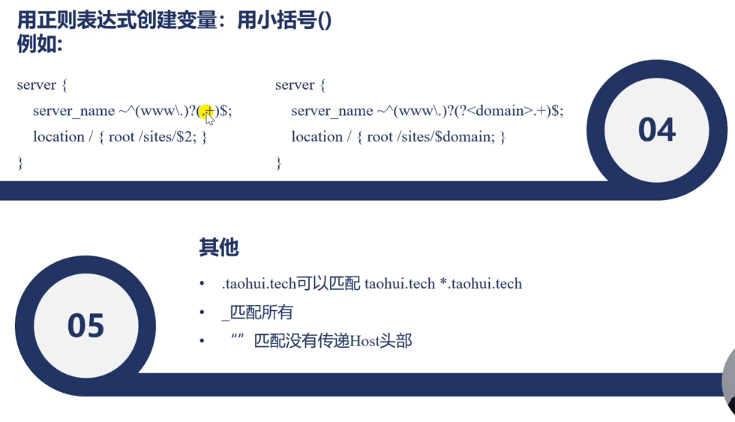 用正则表达式创建变量：用小括号()
例如:
server {
server_name ~^(www\.)?(.+)$;
location / { root /sites/$2; }
}
server {
server_name ~^(www\.)?(?<domain>.+)$;
location / { root /sites/$domain; }
}
04
05
其他
• .taohui.tech可以匹配 taohui.tech *.taohui.tech
• _匹配所有
• “” 匹配没有传递Host头部